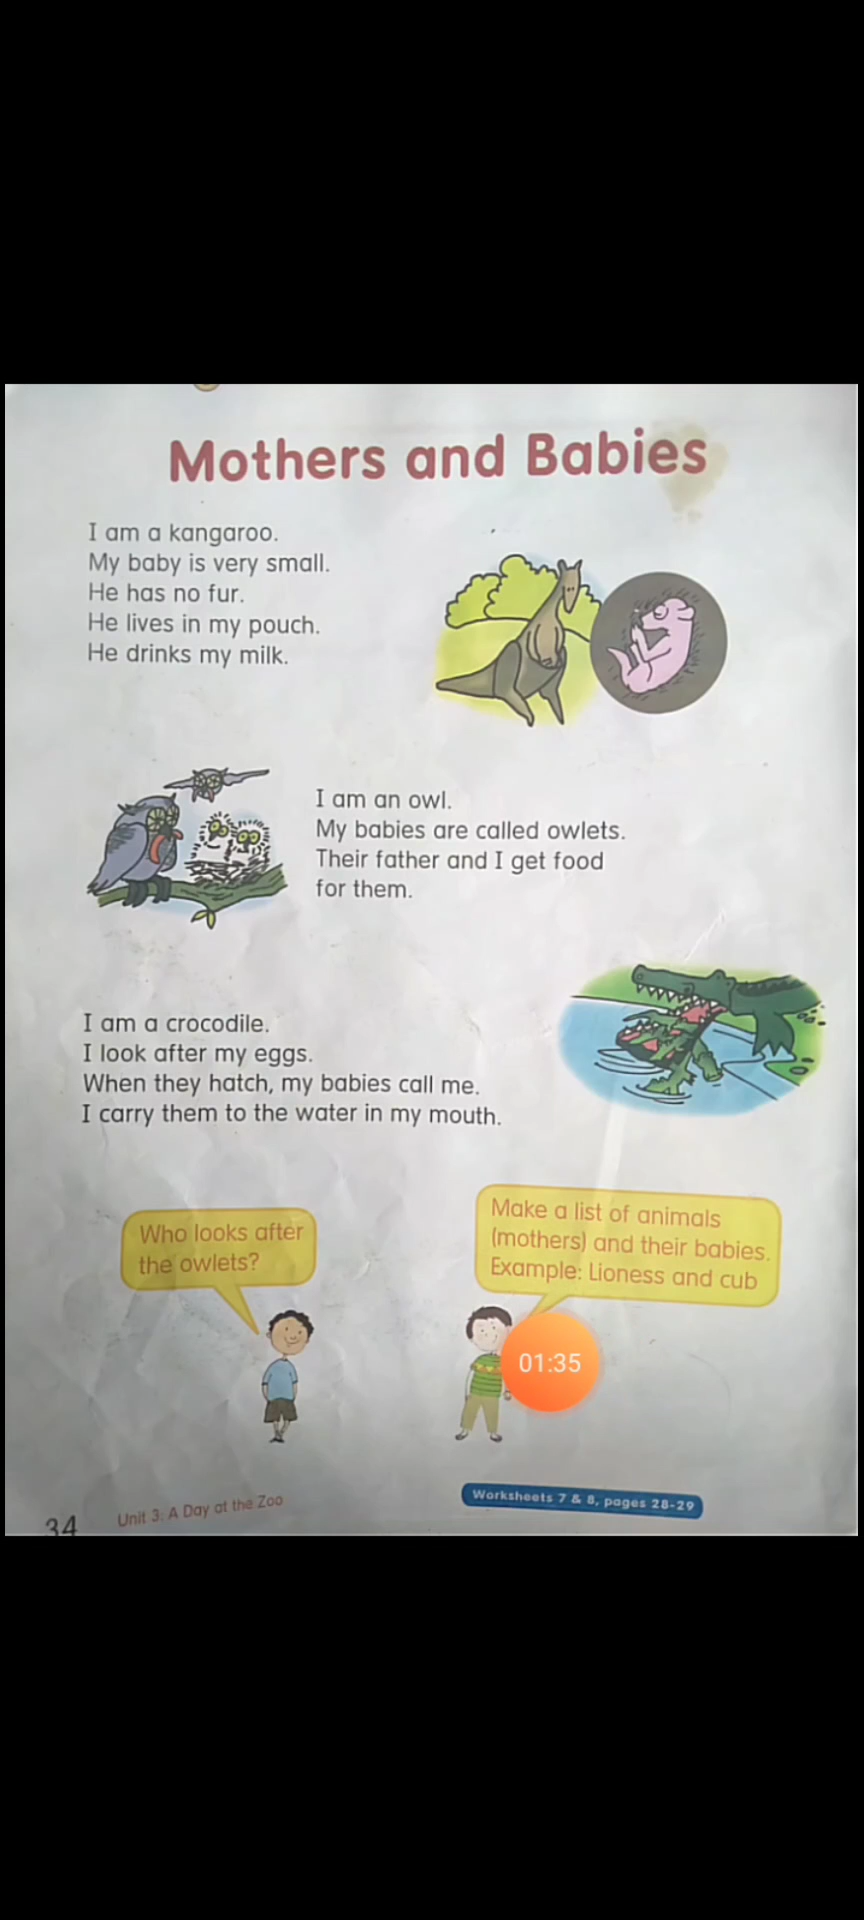 Mothers and Babies
I am a kangaroo.
My baby is very small.
He has no fur.
He lives in my pouch.
He drinks my milk.
I am an owl.
My babies are called owlets.
Their father and I get food
for them.
I am a crocodile.
I look after my eggs.
When they hatch, my babies call me.
I carry them to the water in my mouth.
Who looks after
the owlets?
Make a list of animals
(mothers) and their babies.
Example: Lioness and cub
01:35
34
Unit 3: A Day at the Zoo
Worksheets 7 & 8, pages 28-29